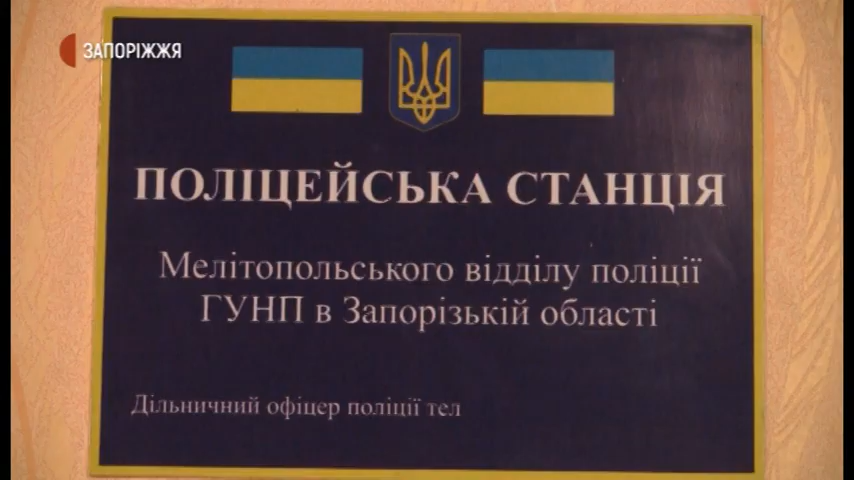 ЗАПОРІЖЖЯ
ПОЛІЦЕЙСЬКА СТАНЦІЯ
Мелітопольського відділу поліції
ГУНП в Запорізькій області
Дільничний офіцер поліції тел